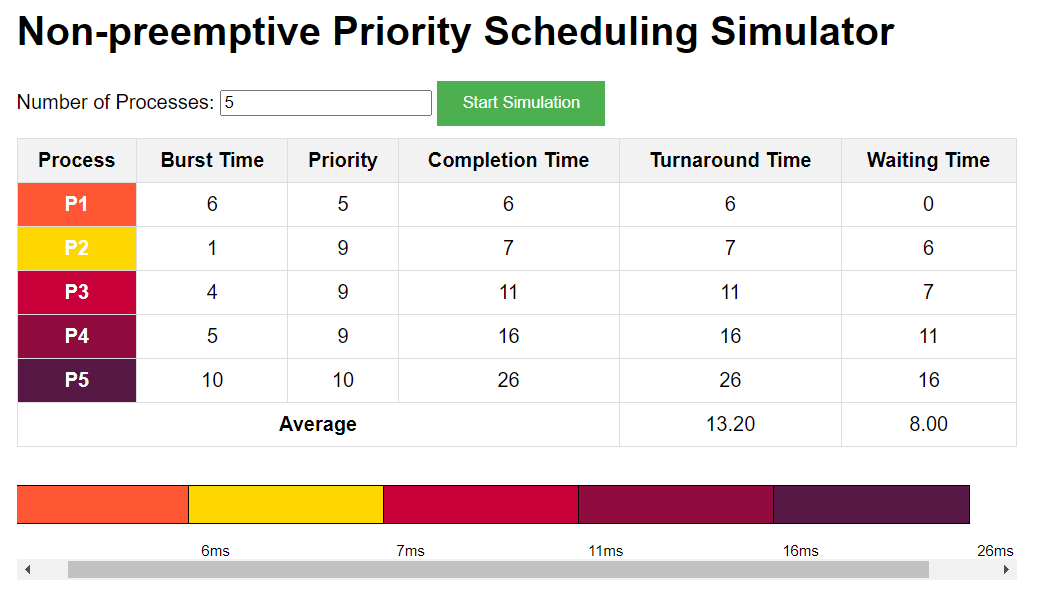 Non-preemptive Priority Scheduling Simulator
Number of Processes: 5 Start Simulation
Process Burst Time Priority Completion Time Turnaround Time Waiting Time
P1 6 5 6 6 0
P2 1 9 7 7 6
P3 4 9 11 11 7
P4 5 9 16 16 11
P5 10 10 26 26 16
Average 13.20 8.00
6ms 7ms 11ms 16ms 26ms